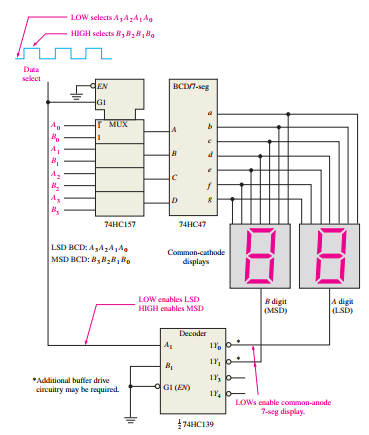 LOW selects A₃A₂A₁A₀
HIGH selects B₃B₂B₁B₀
Data
select
EN
G1
BCD/7-seg
MUX
A₀
1̅
B₀
1
A₁
B₁
A₂
B₂
A₃
B₃
A
B
C
D
a
b
c
d
e
f
g
74HC157
74HC47
LSD BCD: A₃A₂A₁A₀
MSD BCD: B₃B₂B₁B₀
Common-cathode
displays
B digit
(MSD)
A digit
(LSD)
LOW enables LSD
HIGH enables MSD
Decoder
A₁
B₁
G1 (EN)
1Y₀
1Y₁
1Y₃
1Y₄
*
*
*Additional buffer drive
circuitry may be required.
LOWs enable common-anode
7-seg display.
½ 74HC139